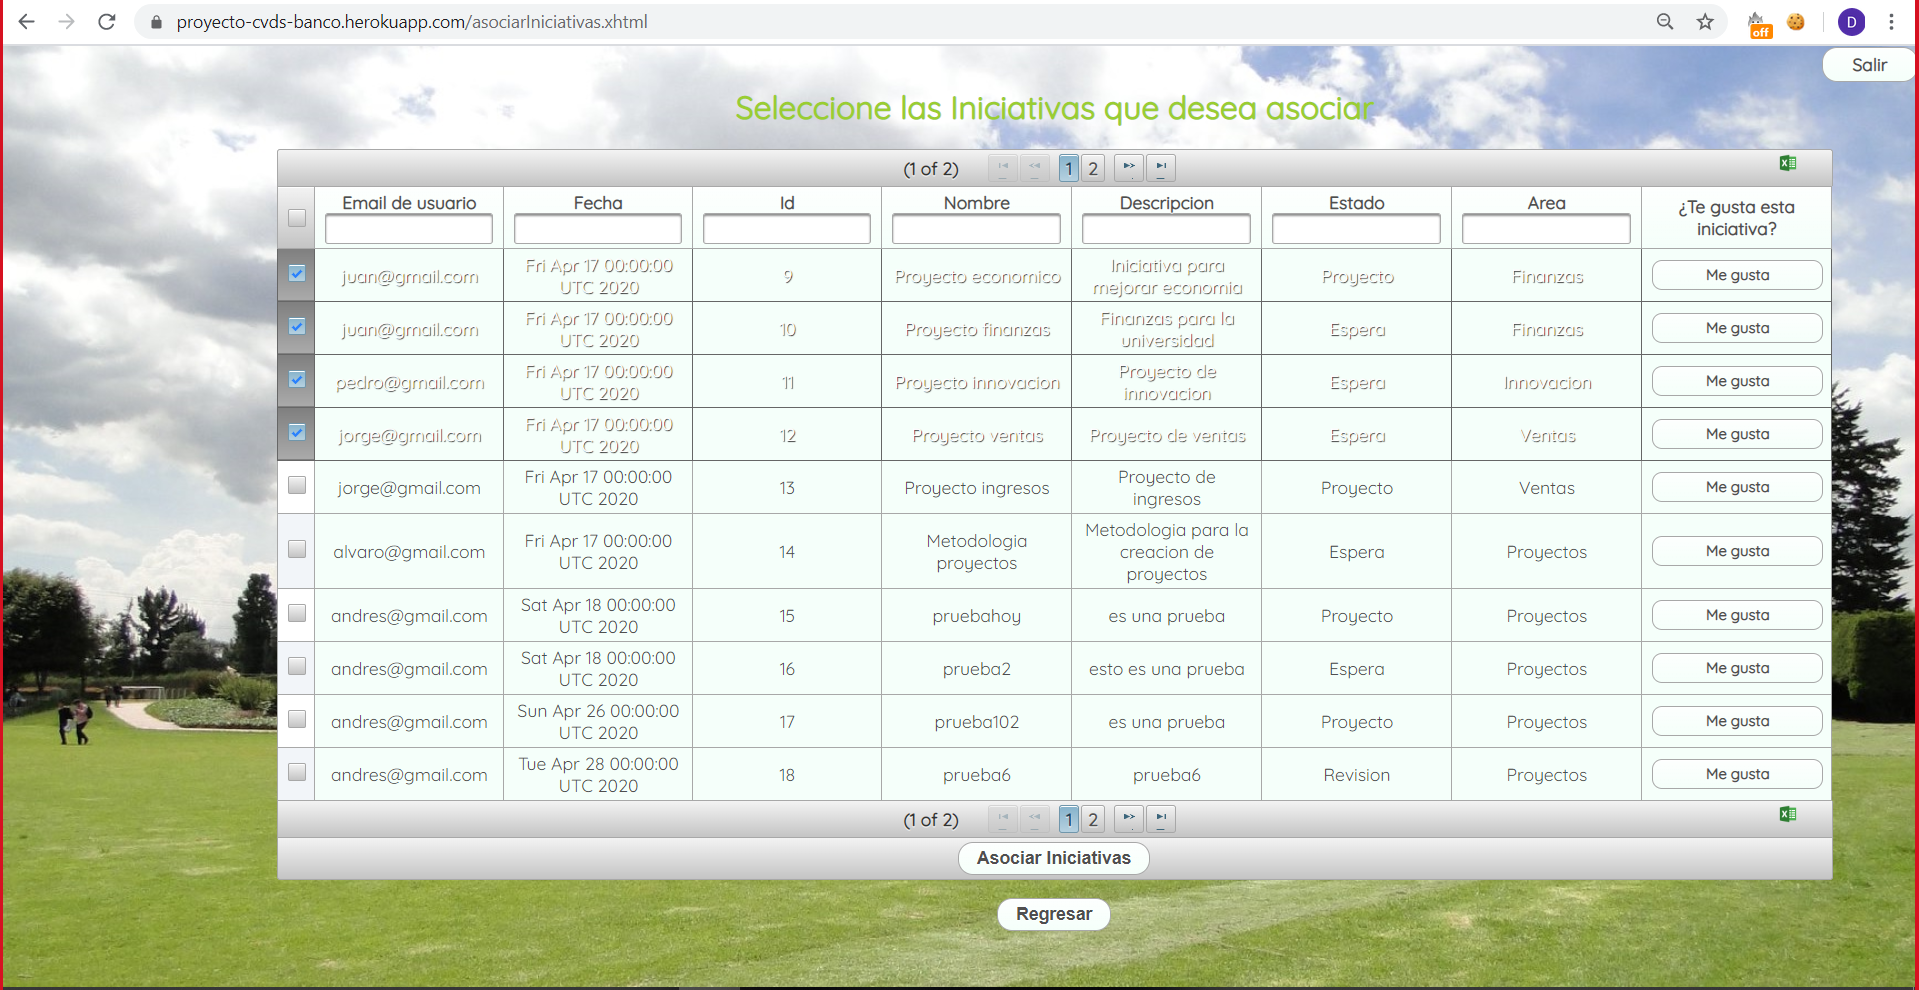 proyecto-cvds-banco.herokuapp.com/asociarIniciativas.xhtml
off
D
Salir
Seleccione las Iniciativas que desea asociar
(1 of 2) 1 2
Email de usuario Fecha Id Nombre Descripcion Estado Area ¿Te gusta esta
iniciativa?
juan@gmail.com Fri Apr 17 00:00:00 9 Proyecto economico Iniciativa para Proyecto Finanzas Me gusta
UTC 2020 mejorar economia
juan@gmail.com Fri Apr 17 00:00:00 10 Proyecto finanzas Finanzas para la Espera Finanzas Me gusta
UTC 2020 universidad
pedro@gmail.com Fri Apr 17 00:00:00 11 Proyecto innovacion Proyecto de Espera Innovacion Me gusta
UTC 2020 innovacion
jorge@gmail.com Fri Apr 17 00:00:00 12 Proyecto ventas Proyecto de ventas Espera Ventas Me gusta
UTC 2020
jorge@gmail.com Fri Apr 17 00:00:00 13 Proyecto ingresos Proyecto de Proyecto Ventas Me gusta
UTC 2020 ingresos
alvaro@gmail.com Fri Apr 17 00:00:00 14 Metodologia Metodologia para la Espera Proyectos Me gusta
UTC 2020 proyectos creacion de
proyectos
andres@gmail.com Sat Apr 18 00:00:00 15 pruebahoy es una prueba Proyecto Proyectos Me gusta
UTC 2020
andres@gmail.com Sat Apr 18 00:00:00 16 prueba2 esto es una prueba Espera Proyectos Me gusta
UTC 2020
andres@gmail.com Sun Apr 26 00:00:00 17 prueba102 es una prueba Proyecto Proyectos Me gusta
UTC 2020
andres@gmail.com Tue Apr 28 00:00:00 18 prueba6 prueba6 Revision Proyectos Me gusta
UTC 2020
(1 of 2) 1 2
Asociar Iniciativas
Regresar